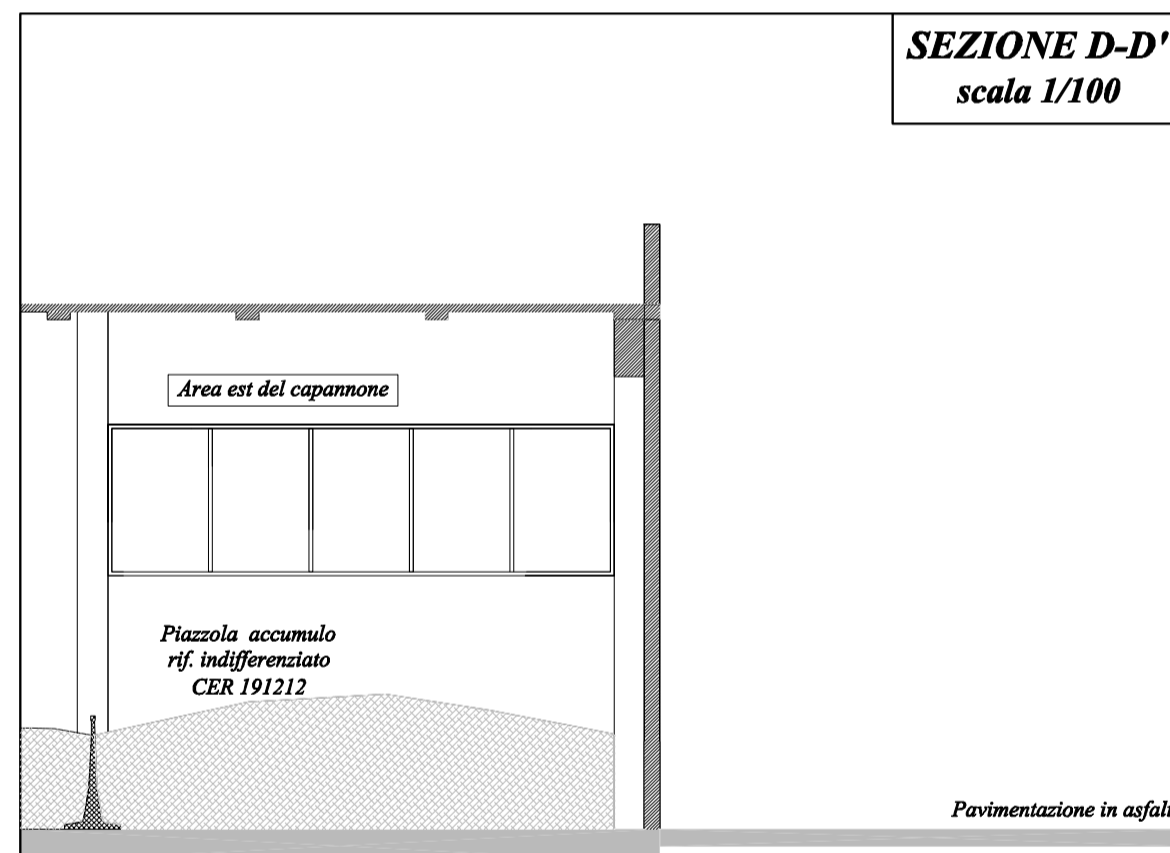 SEZIONE D-D'
scala 1/100
Area est del capannone
Piazzola accumulo
rif. indifferenziato
CER 191212
Pavimentazione in